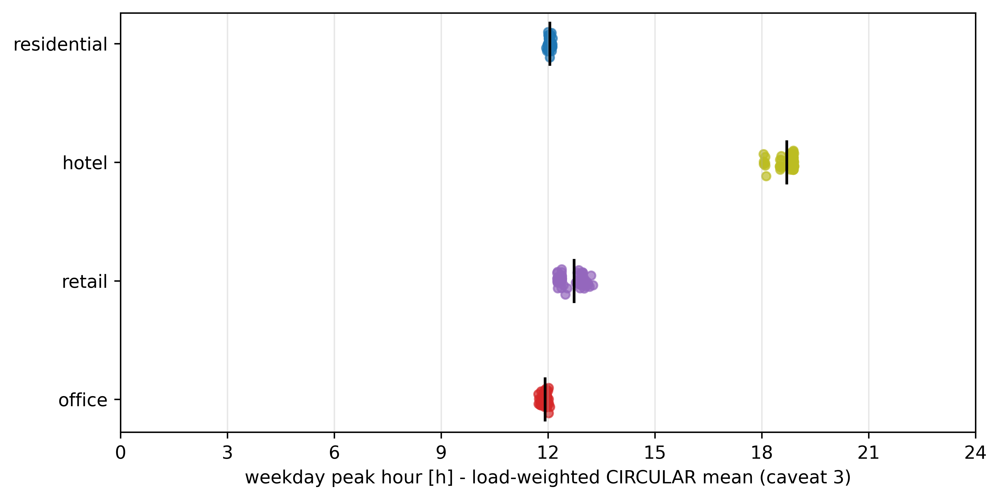 residential
hotel
retail
office
0 3 6 9 12 15 18 21 24
weekday peak hour [h] - load-weighted CIRCULAR mean (caveat 3)